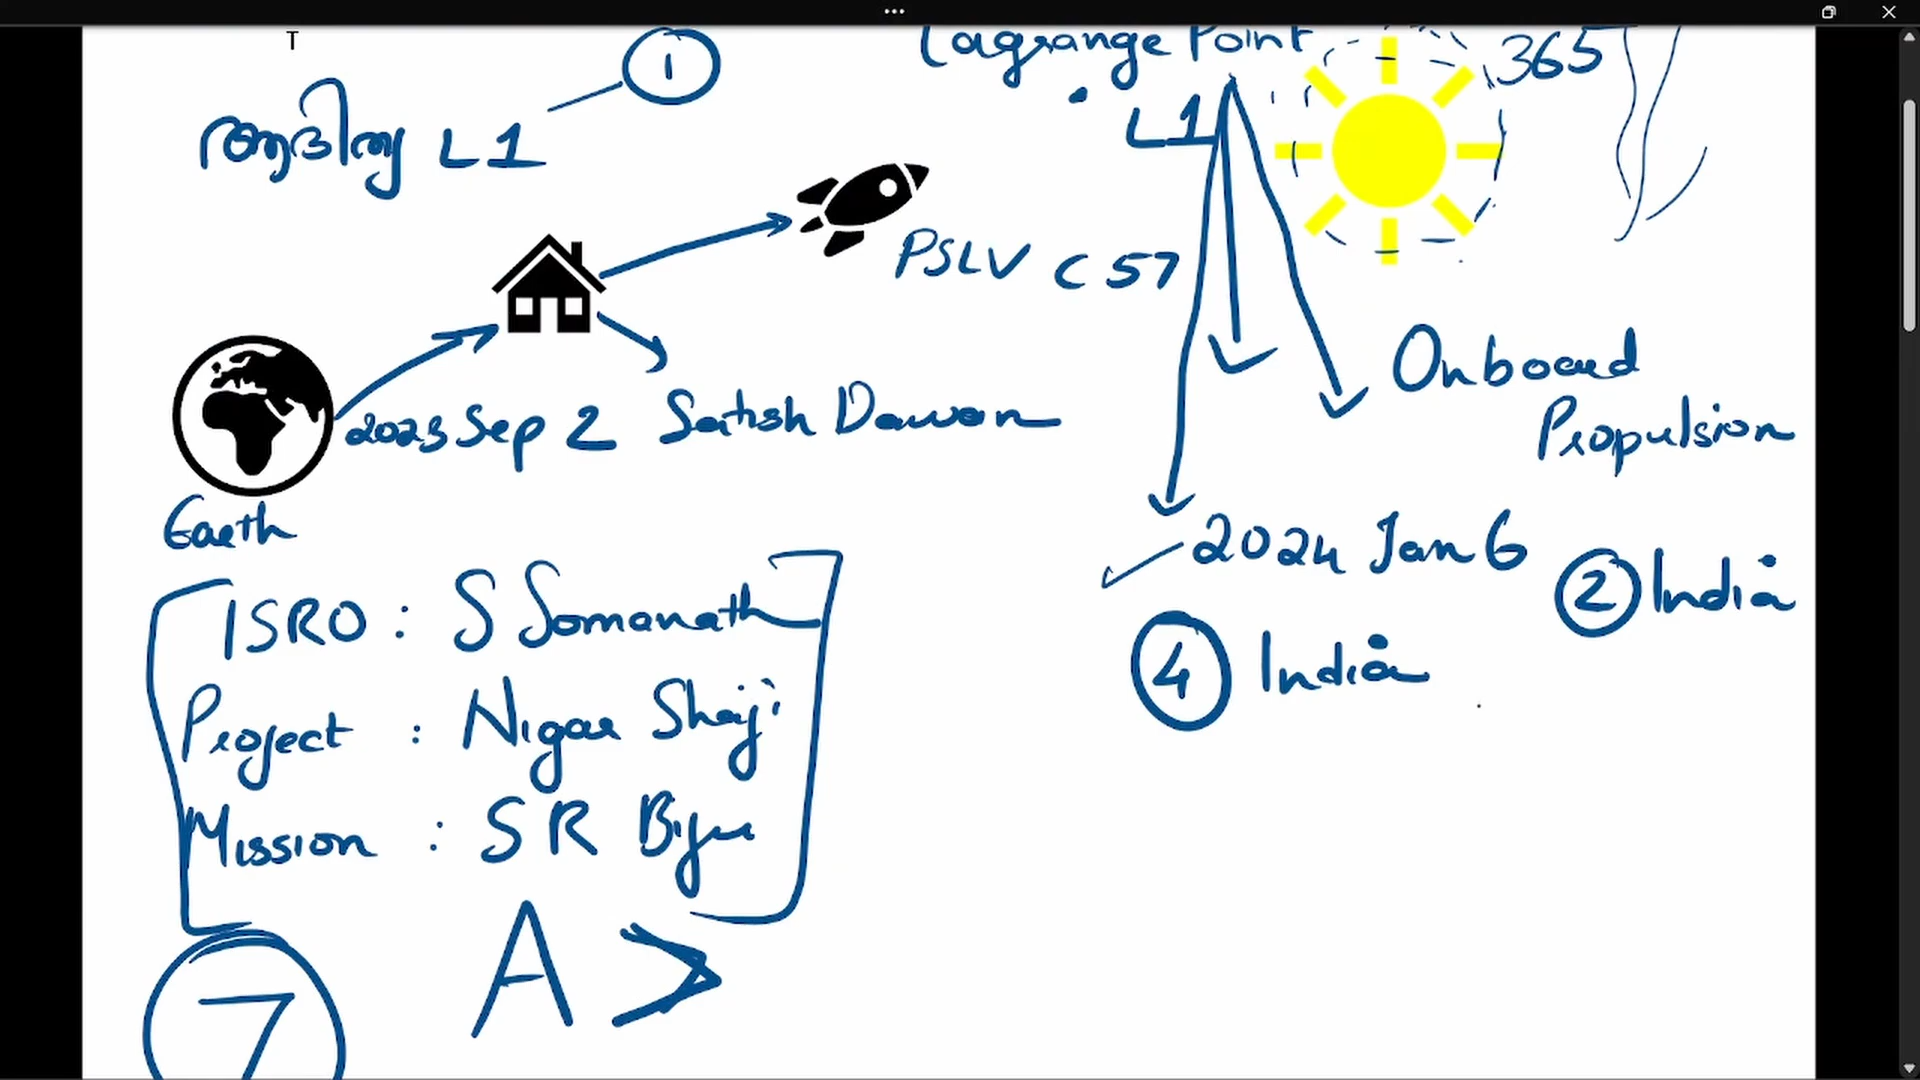 T
ആദിത്യ L1
1
Lagrange Point
365
L1
PSLV C 57
2023 Sep 2
Satish Dawan
Earth
Onboard
Propulsion
2024 Jan 6
2 India
4 India
ISRO : S Somanath
Project : Nigar Shaji
Mission : S R Biju
7
A >